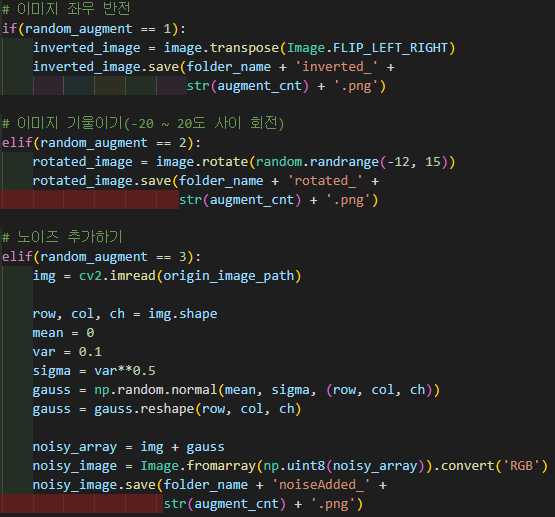 # 이미지 좌우 반전
if(random_augment == 1):
    inverted_image = image.transpose(Image.FLIP_LEFT_RIGHT)
    inverted_image.save(folder_name + 'inverted_' +
                        str(augment_cnt) + '.png')
# 이미지 기울이기(-20 ~ 20도 사이 회전)
elif(random_augment == 2):
    rotated_image = image.rotate(random.randrange(-12, 15))
    rotated_image.save(folder_name + 'rotated_' +
                       str(augment_cnt) + '.png')
# 노이즈 추가하기
elif(random_augment == 3):
    img = cv2.imread(origin_image_path)
    row, col, ch = img.shape
    mean = 0
    var = 0.1
    sigma = var**0.5
    gauss = np.random.normal(mean, sigma, (row, col, ch))
    gauss = gauss.reshape(row, col, ch)
    noisy_array = img + gauss
    noisy_image = Image.fromarray(np.uint8(noisy_array)).convert('RGB')
    noisy_image.save(folder_name + 'noiseAdded_' +
                     str(augment_cnt) + '.png')